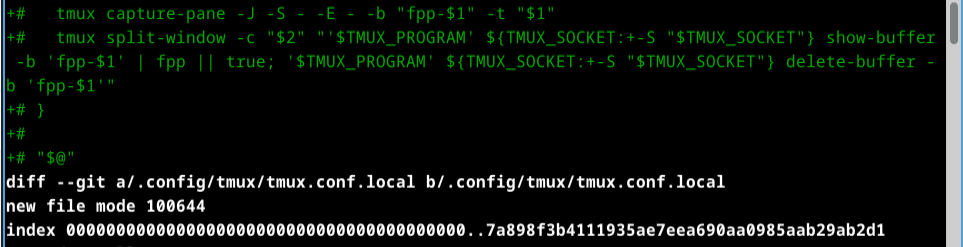 +#   tmux capture-pane -J -S - -E - -b "fpp-$1" -t "$1"
+#   tmux split-window -c "$2" "'$TMUX_PROGRAM' ${TMUX_SOCKET:+-S "$TMUX_SOCKET"} show-buffer
 -b 'fpp-$1' | fpp || true; '$TMUX_PROGRAM' ${TMUX_SOCKET:+-S "$TMUX_SOCKET"} delete-buffer -
b 'fpp-$1'"
+# }
+#
+# "$@"
diff --git a/.config/tmux/tmux.conf.local b/.config/tmux/tmux.conf.local
new file mode 100644
index 0000000000000000000000000000000000000000..7a898f3b4111935ae7eea690aa0985aab29ab2d1